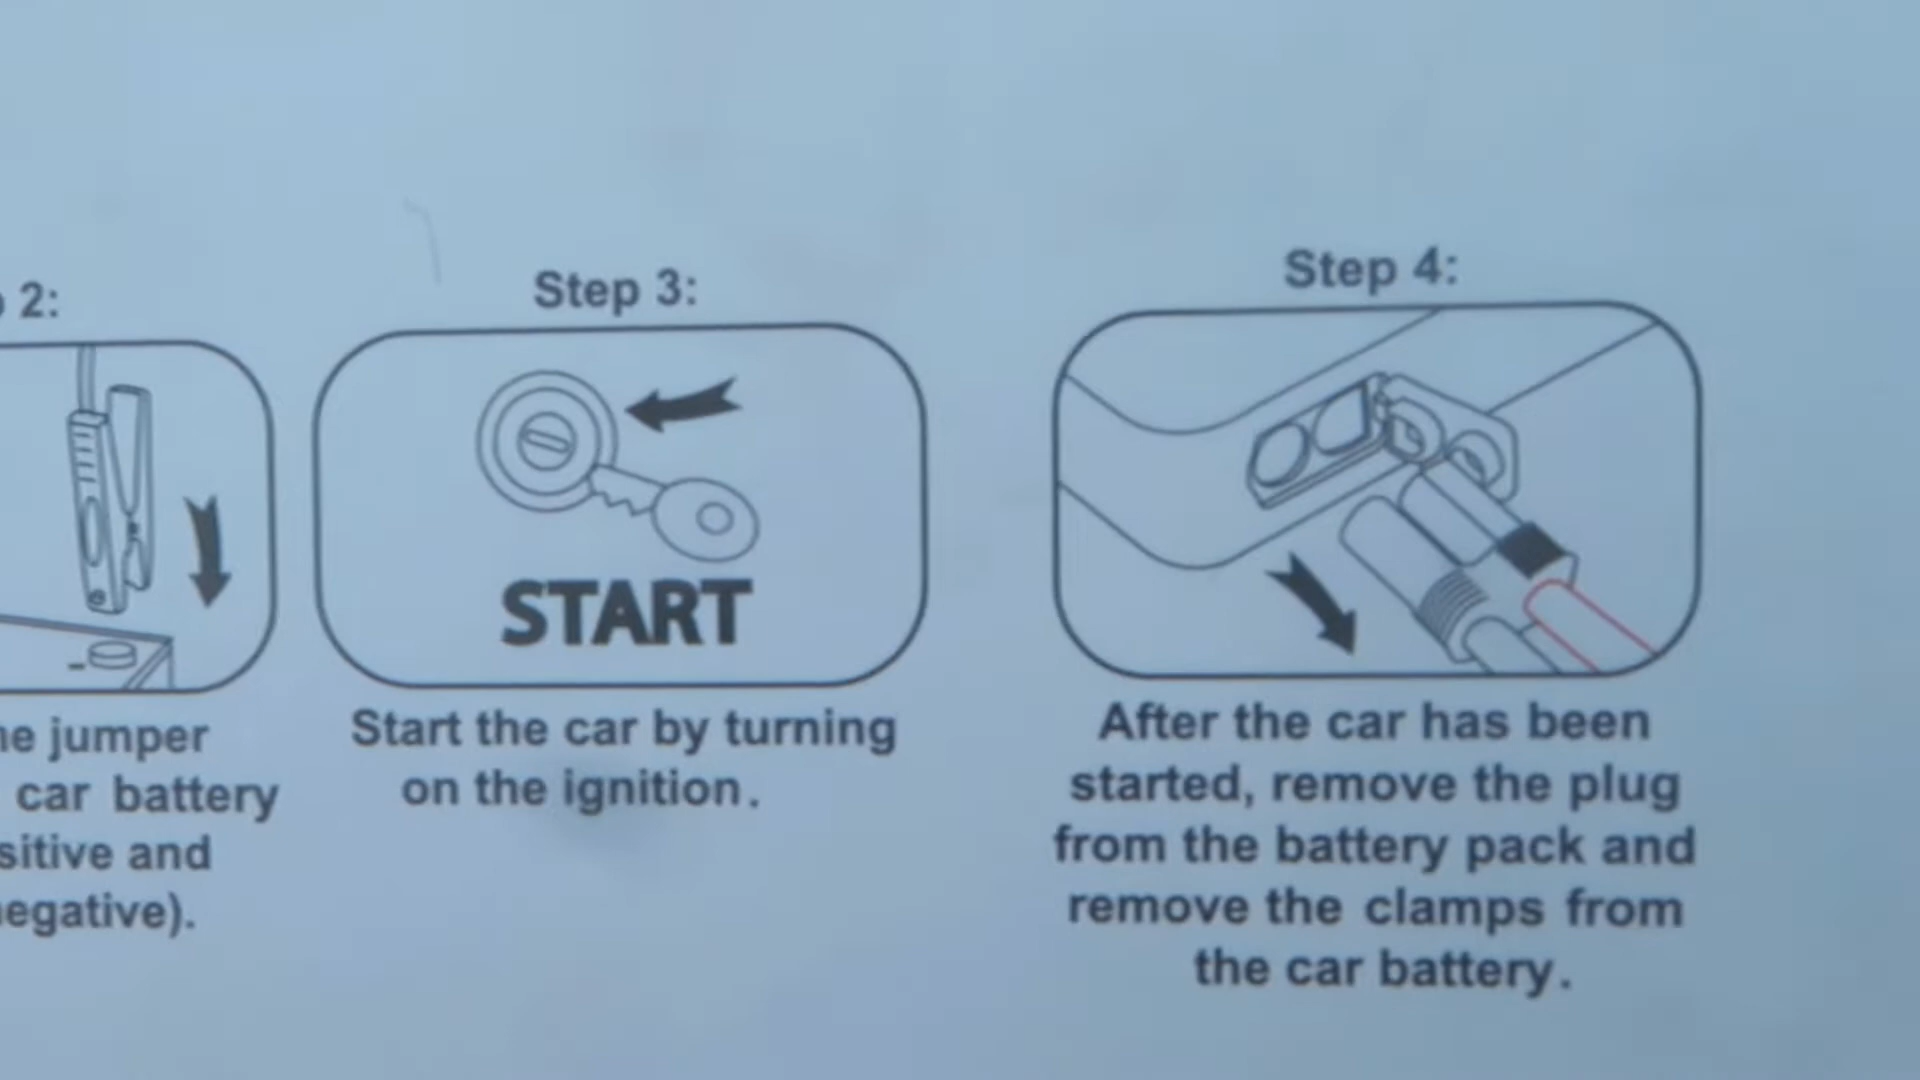 2:
jumper
car battery
and
Step 3:
START
Start the car by turning
on the ignition.
Step 4:
After the car has been
started, remove the plug
from the battery pack and
remove the clamps from
the car battery.